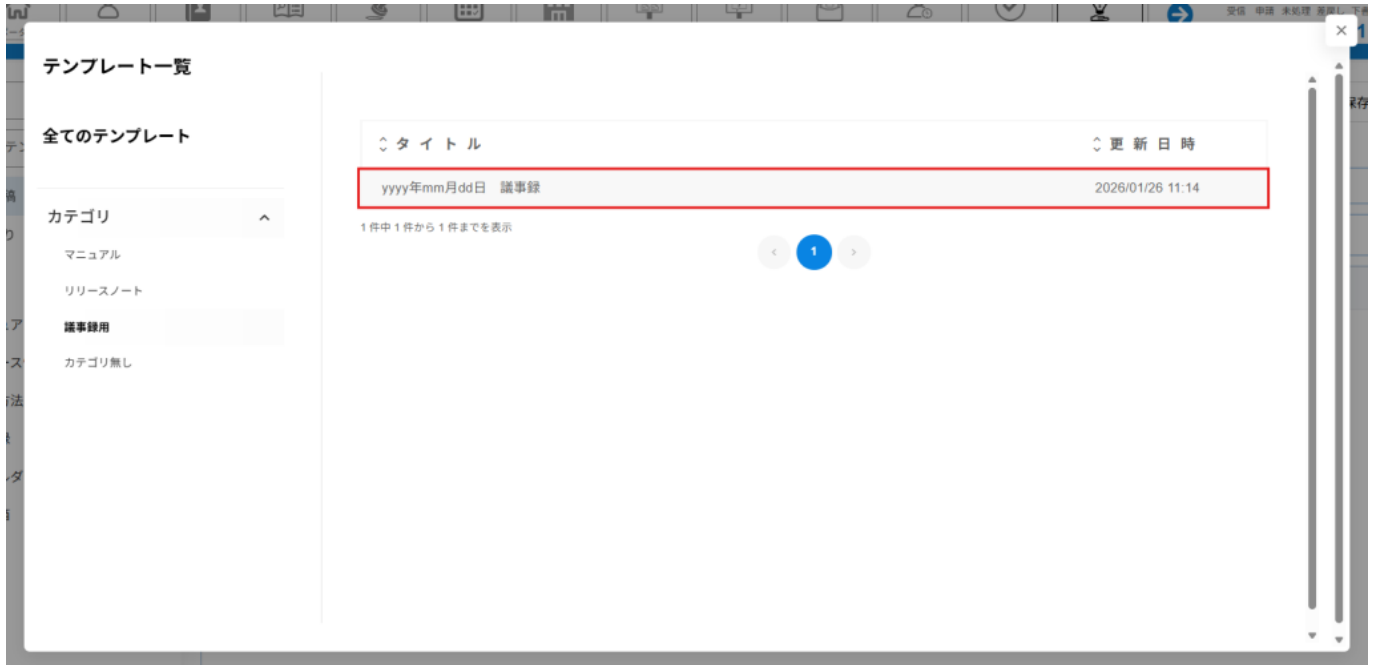 受信 申請 未処理 差戻し
テンプレート一覧
全てのテンプレート
タイトル
更新日時
yyyy年mm月dd日　議事録
2026/01/26 11:14
カテゴリ
1 件中 1 件から 1 件までを表示
1
マニュアル
リリースノート
議事録用
カテゴリ無し